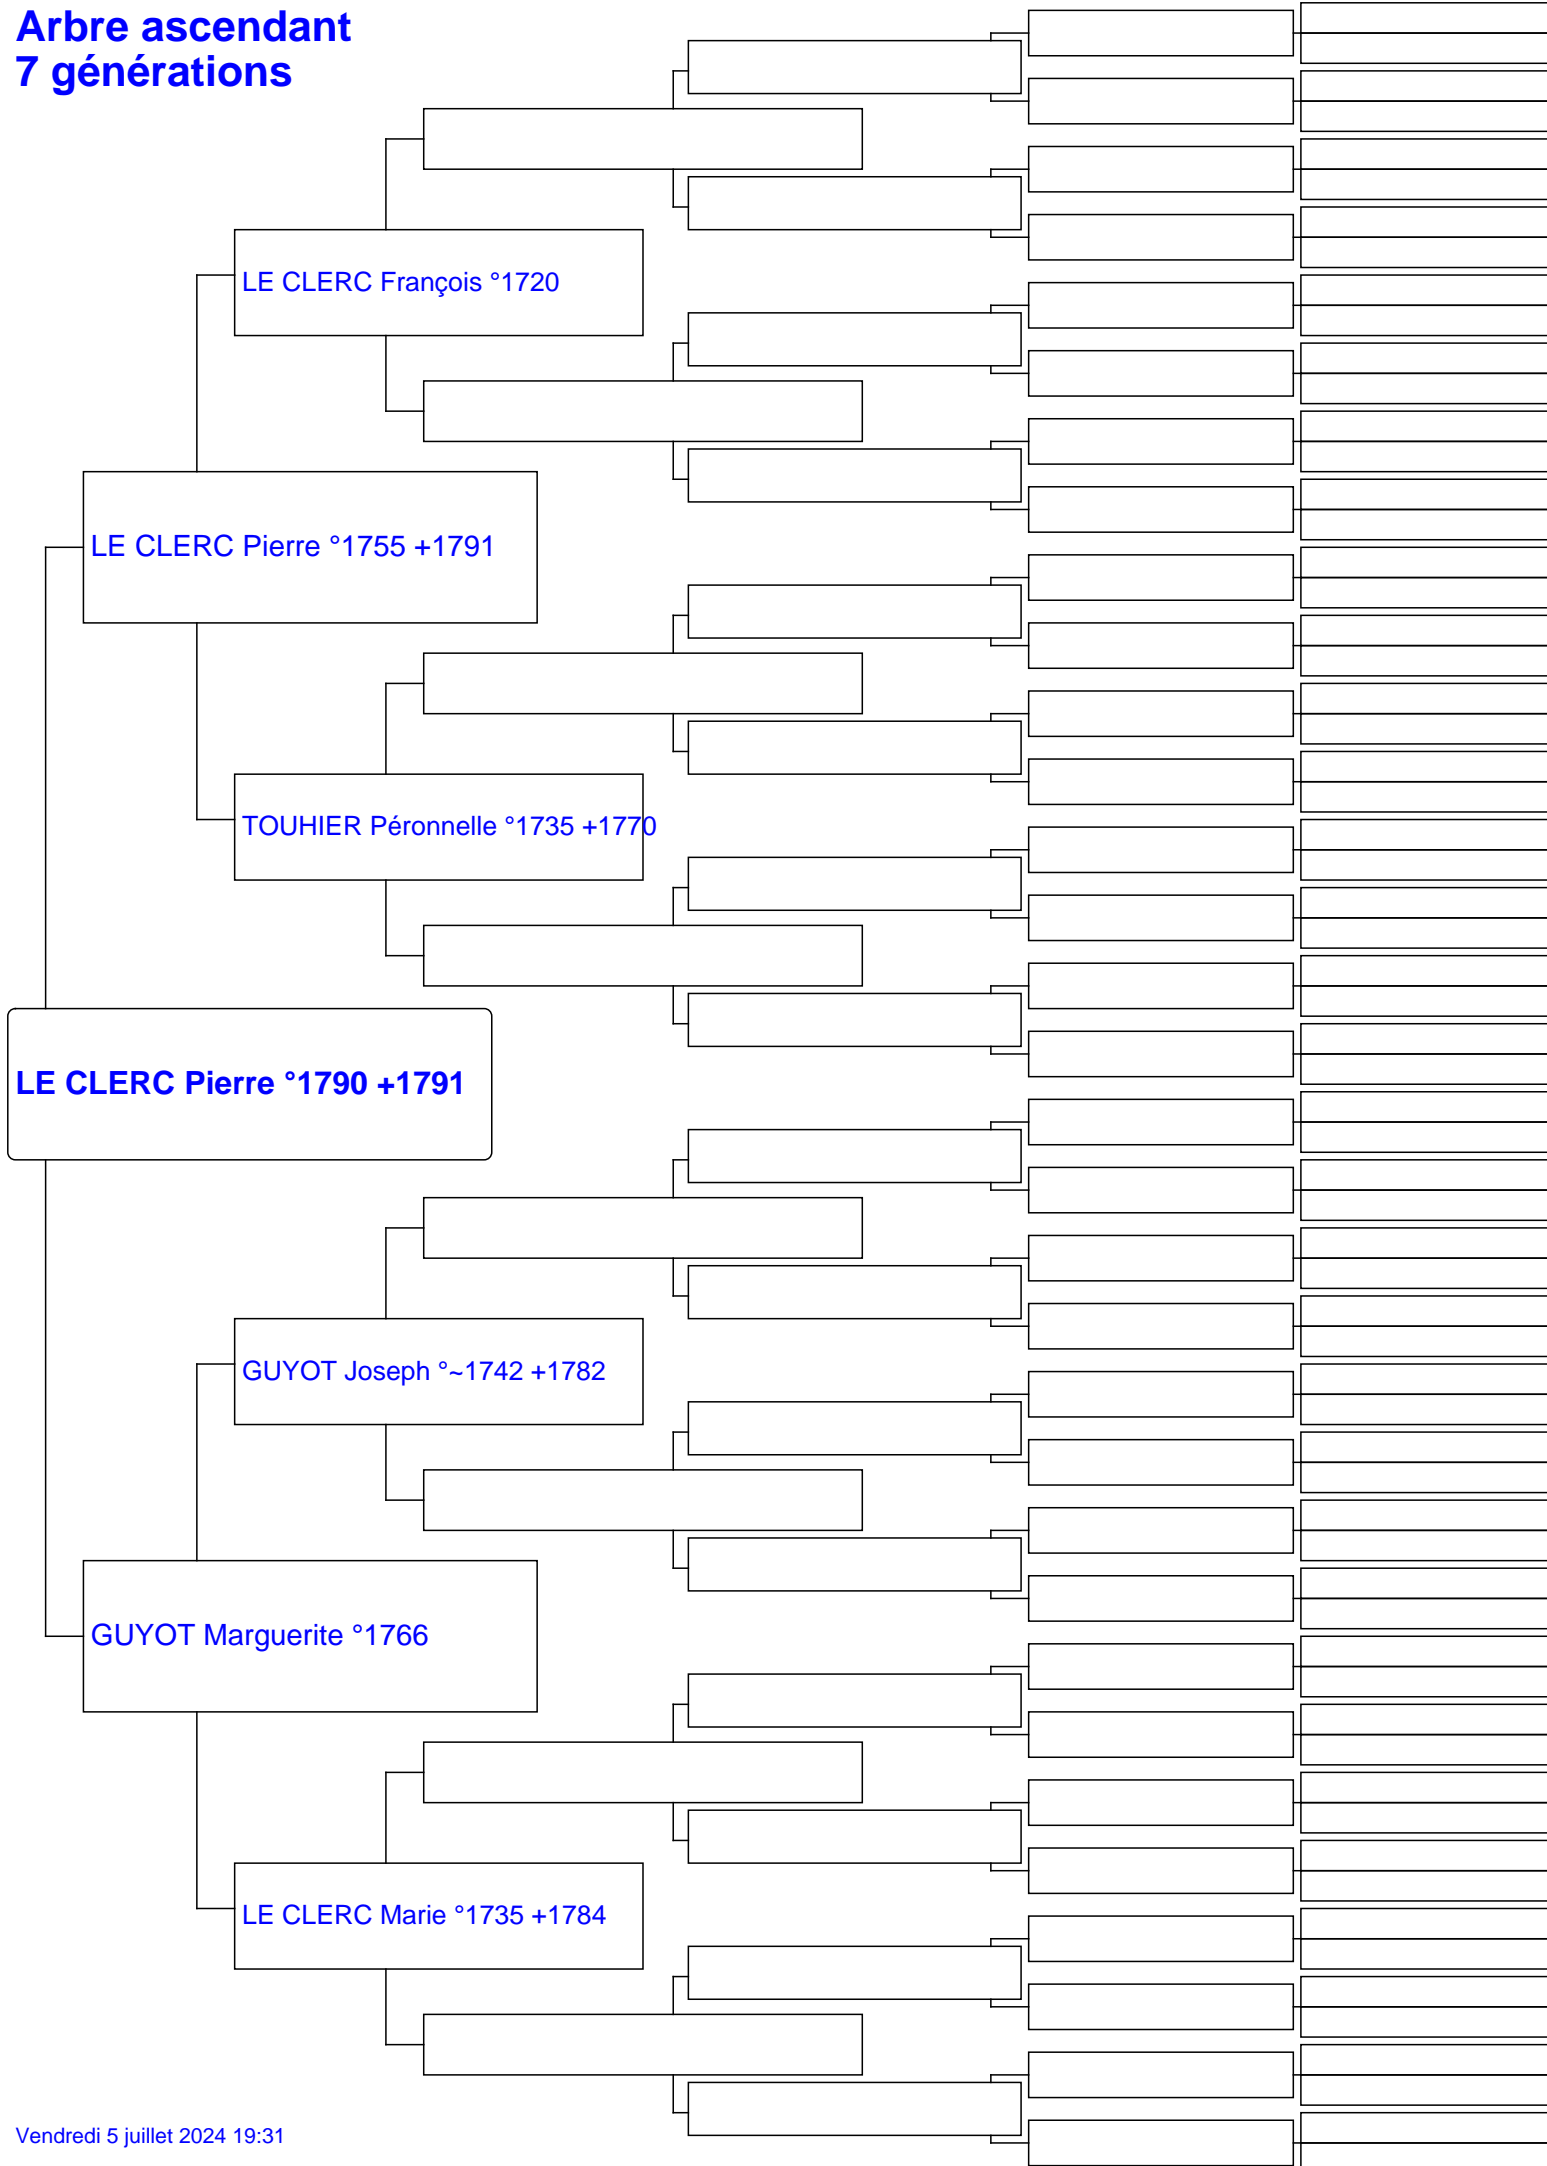 Arbre ascendant
7 générations
LE CLERC François °1720
LE CLERC Pierre °1755 +1791
TOUHIER Péronnelle °1735 +1770
LE CLERC Pierre °1790 +1791
GUYOT Joseph °~1742 +1782
GUYOT Marguerite °1766
LE CLERC Marie °1735 +1784
Vendredi 5 juillet 2024 19:31